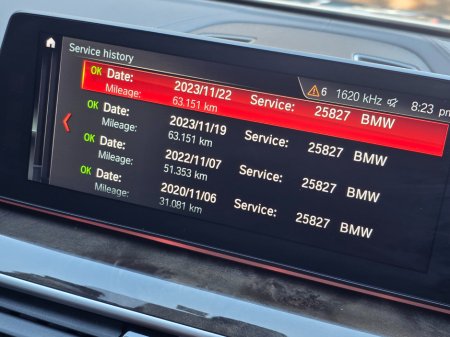 Service history
6 1620 kHz 8:23 pm
OK Date: 2023/11/22 Service: 25827 BMW
Mileage: 63.151 km
OK Date: 2023/11/19 Service: 25827 BMW
Mileage: 63.151 km
OK Date: 2022/11/07 Service: 25827 BMW
Mileage: 51.353 km
OK Date: 2020/11/06 Service: 25827 BMW
Mileage: 31.081 km